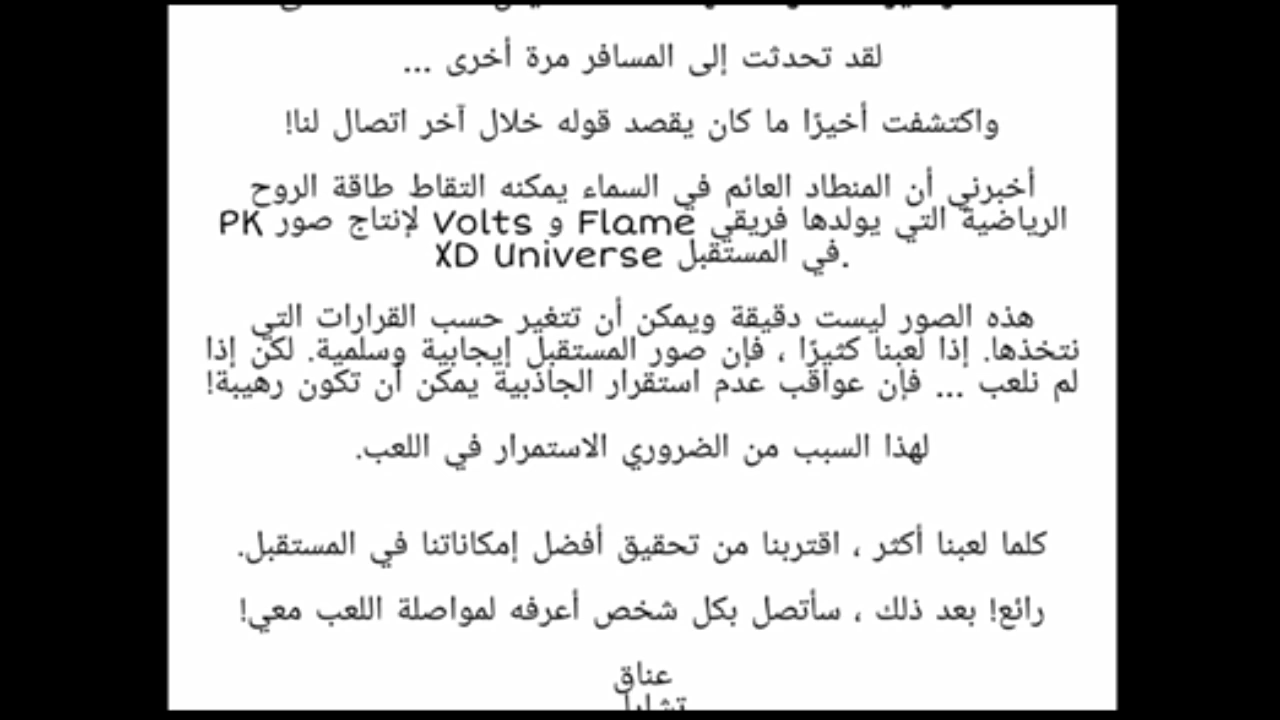 لقد تحدثت إلى المسافر مرة أخرى ...
واكتشفت أخيرًا ما كان يقصد قوله خلال آخر اتصال لنا!
أخبرني أن المنطاد العائم في السماء يمكنه التقاط طاقة الروح
الرياضية التي يولدها فريقي Flame و Volts لإنتاج صور PK
XD Universe في المستقبل.
هذه الصور ليست دقيقة ويمكن أن تتغير حسب القرارات التي
نتخذها. إذا لعبنا كثيرًا ، فإن صور المستقبل إيجابية وسلمية. لكن إذا
لم نلعب ... فإن عواقب عدم استقرار الجاذبية يمكن أن تكون رهيبة!
لهذا السبب من الضروري الاستمرار في اللعب.
كلما لعبنا أكثر ، اقتربنا من تحقيق أفضل إمكاناتنا في المستقبل.
رائع! بعد ذلك ، سأتصل بكل شخص أعرفه لمواصلة اللعب معي!
عناق